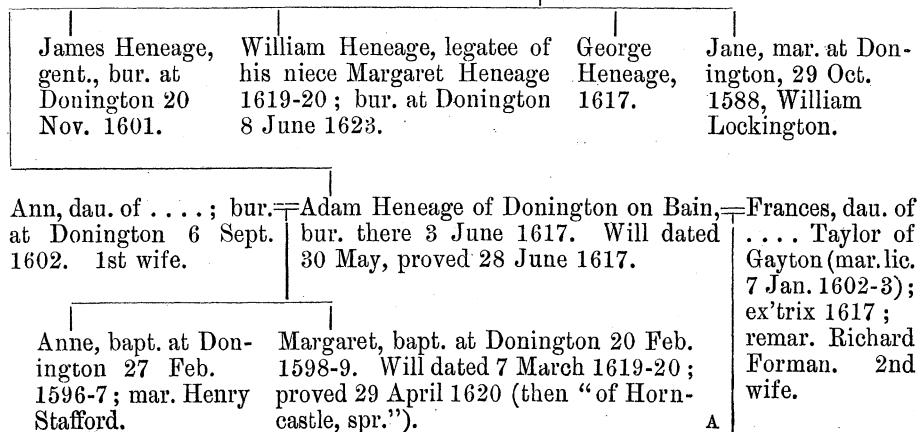 James Heneage,
gent., bur. at
Donington 20
Nov. 1601.
William Heneage, legatee of
his niece Margaret Heneage
1619-20 ; bur. at Donington
8 June 1623.
George
Heneage,
1617.
Jane, mar. at Don-
ington, 29 Oct.
1588, William
Lockington.
Ann, dau. of . . . . ; bur.
at Donington 6 Sept.
1602. 1st wife.
Adam Heneage of Donington on Bain,
bur. there 3 June 1617. Will dated
30 May, proved 28 June 1617.
Frances, dau. of
. . . . Taylor of
Gayton (mar. lic.
7 Jan. 1602-3) ;
ex'trix 1617 ;
remar. Richard
Forman. 2nd
wife.
Anne, bapt. at Don-
ington 27 Feb.
1596-7 ; mar. Henry
Stafford.
Margaret, bapt. at Donington 20 Feb.
1598-9. Will dated 7 March 1619-20 ;
proved 29 April 1620 (then “ of Horn-
castle, spr.”).
A